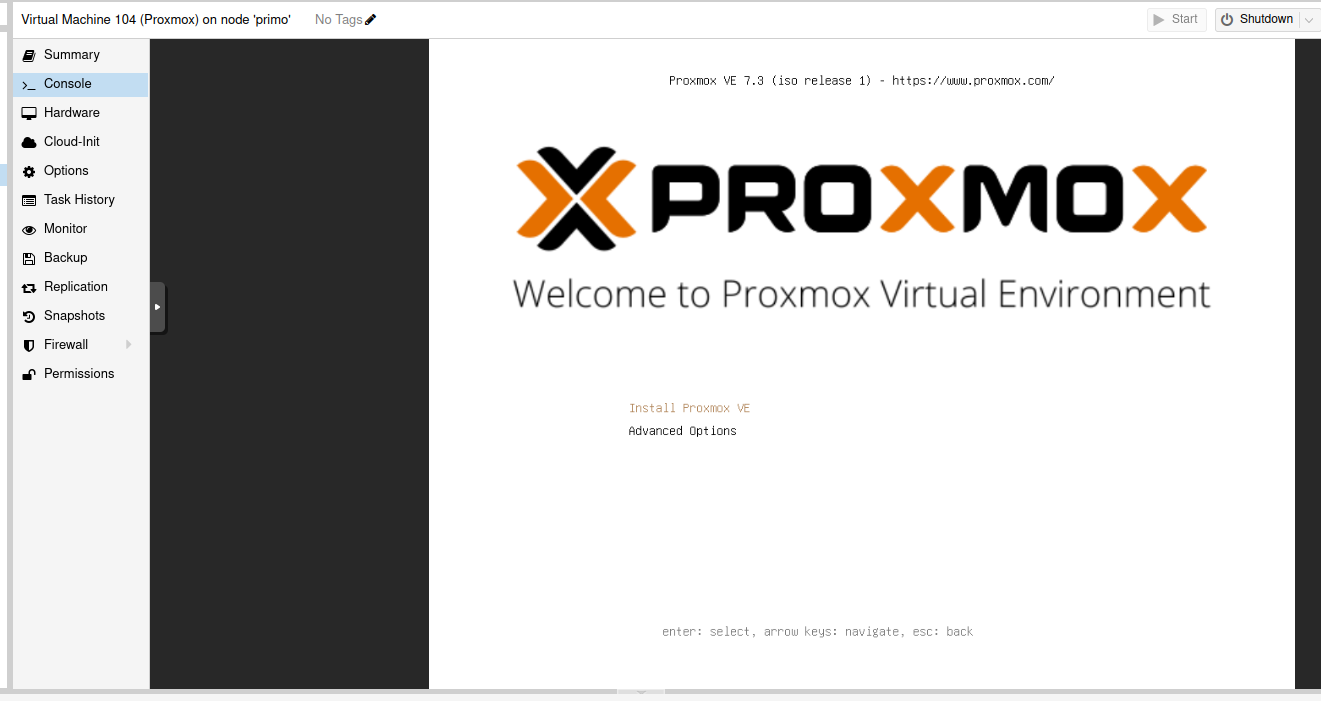 Virtual Machine 104 (Proxmox) on node 'primo' No Tags Start Shutdown
Summary
Console
Hardware
Cloud-Init
Options
Task History
Monitor
Backup
Replication
Snapshots
Firewall
Permissions
Proxmox VE 7.3 (iso release 1) - https://www.proxmox.com/
PROXMOX
Welcome to Proxmox Virtual Environment
Install Proxmox VE
Advanced Options
enter: select, arrow keys: navigate, esc: back